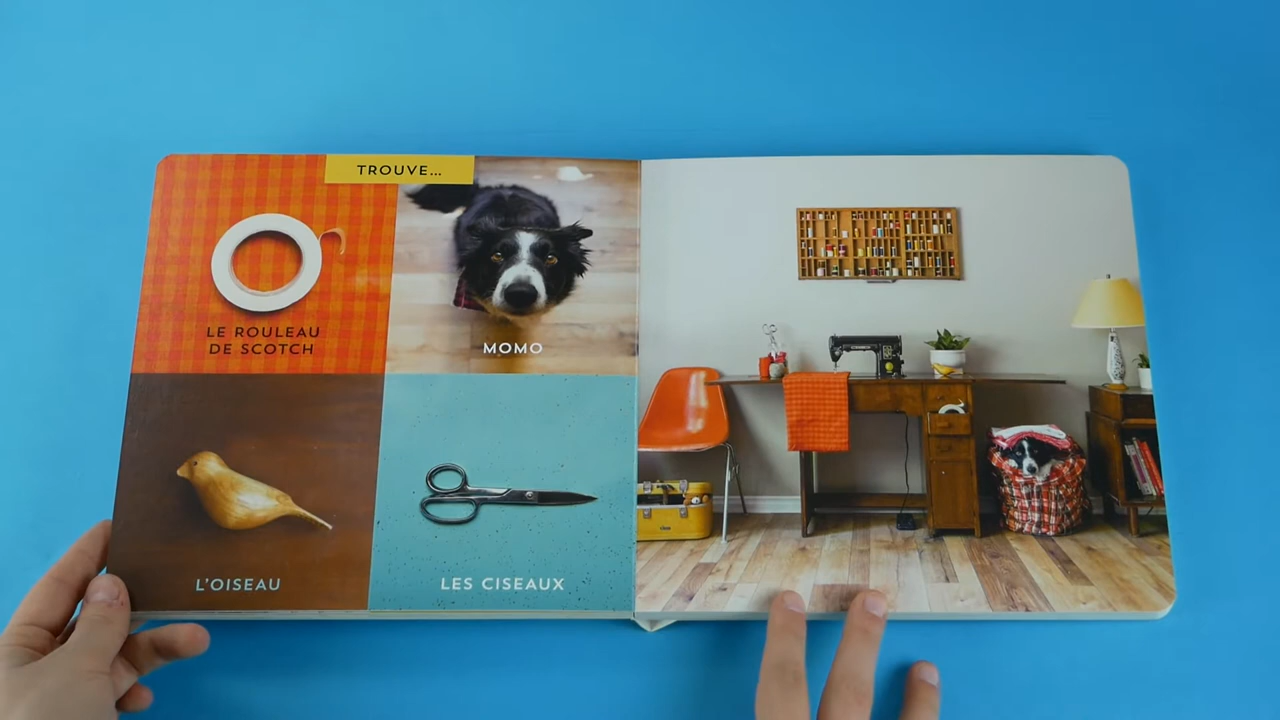 TROUVE...
LE ROULEAU
DE SCOTCH
MOMO
L'OISEAU
LES CISEAUX